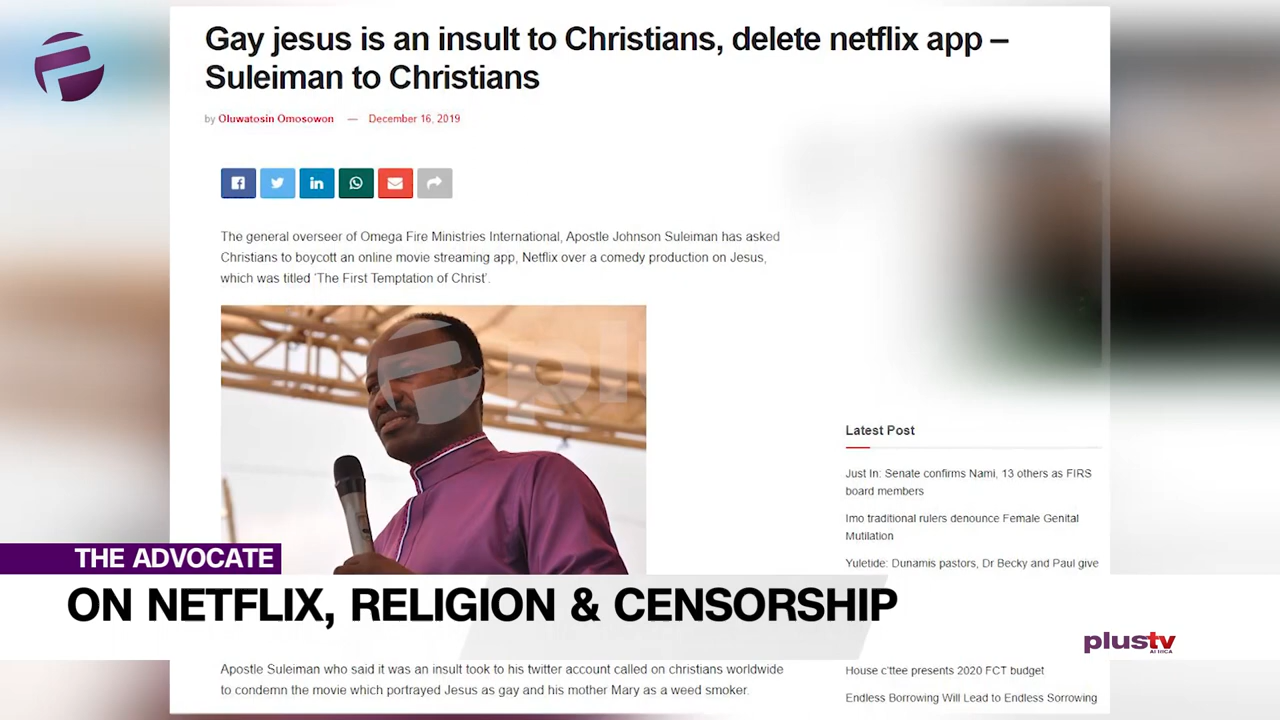 Gay jesus is an insult to Christians, delete netflix app –
Suleiman to Christians
by Oluwatosin Omosowon — December 16, 2019
The general overseer of Omega Fire Ministries International, Apostle Johnson Suleiman has asked
Christians to boycott an online movie streaming app, Netflix over a comedy production on Jesus,
which was titled 'The First Temptation of Christ'.
Latest Post
Just In: Senate confirms Nami, 13 others as FIRS
board members
Imo traditional rulers denounce Female Genital
Mutilation
Yuletide: Dunamis pastors, Dr Becky and Paul give
THE ADVOCATE
ON NETFLIX, RELIGION & CENSORSHIP
plustv
AFRICA
Apostle Suleiman who said it was an insult took to his twitter account called on christians worldwide
to condemn the movie which portrayed Jesus as gay and his mother Mary as a weed smoker.
House c'ttee presents 2020 FCT budget
Endless Borrowing Will Lead to Endless Sorrowing